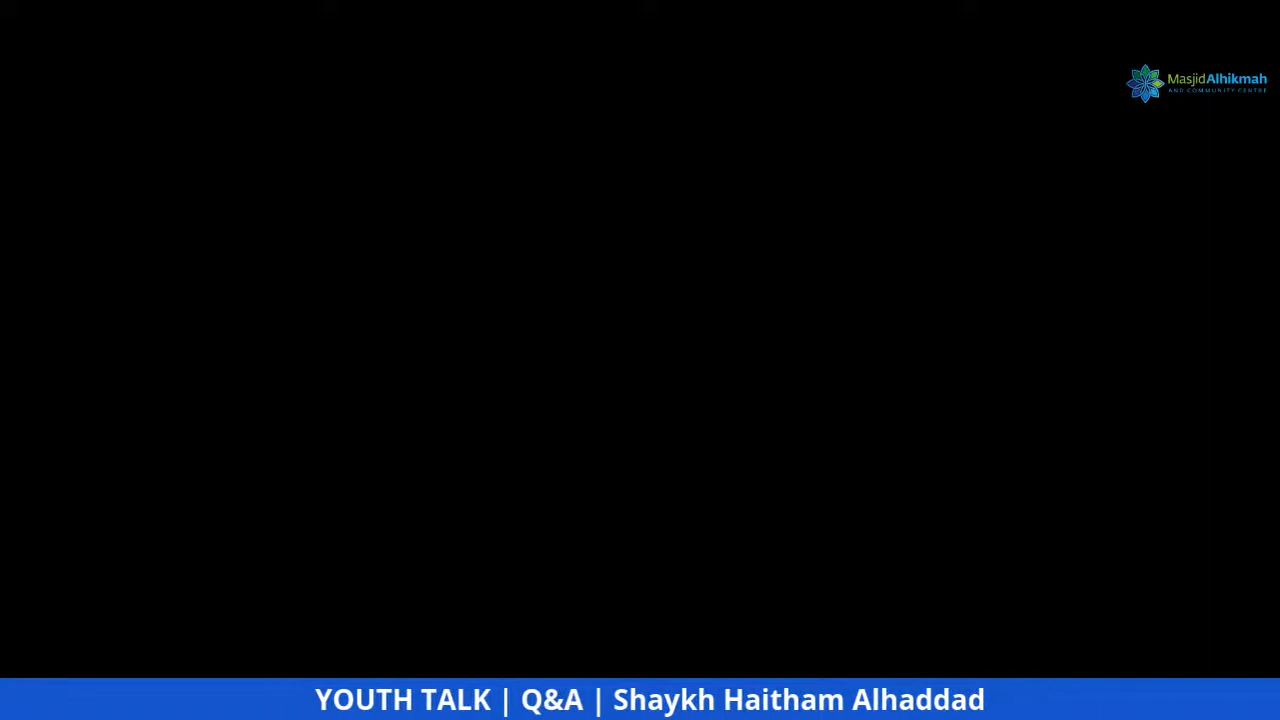 MasjidAlhikmah
AND COMMUNITY CENTRE
YOUTH TALK | Q&A | Shaykh Haitham Alhaddad